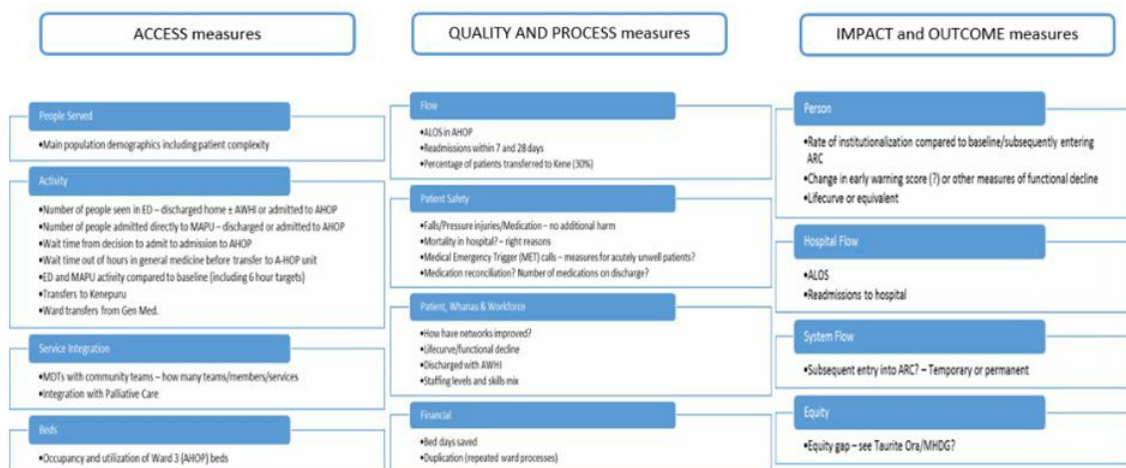 ACCESS measures
People Served
•Main population demographics including patient complexity
Activity
•Number of people seen in ED – discharged home ± AWHI or admitted to AHOP
•Number of people admitted directly to MAPU – discharged or admitted to AHOP
•Wait time from decision to admit to admission to AHOP
•Wait time out of hours in general medicine before transfer to A-HOP unit
•ED and MAPU activity compared to baseline (including 6 hour targets)
•Transfers to Kenepuru
•Ward transfers from Gen Med.
Service Integration
•MDTs with community teams – how many teams/members/services
•Integration with Palliative Care
Beds
•Occupancy and utilization of Ward 3 (AHOP) beds
QUALITY AND PROCESS measures
Flow
•ALOS in AHOP
•Readmissions within 7 and 28 days
•Percentage of patients transferred to Kene (30%)
Patient Safety
•Falls/Pressure injuries/Medication – no additional harm
•Mortality in hospital? – right reasons
•Medical Emergency Trigger (MET) calls – measures for acutely unwell patients?
•Medication reconciliation? Number of medications on discharge?
Patient, Whanau & Workforce
•How have networks improved?
•Lifecurve/functional decline
•Discharged with AWHI
•Staffing levels and skills mix
Financial
•Bed days saved
•Duplication (repeated ward processes)
IMPACT and OUTCOME measures
Person
•Rate of institutionalization compared to baseline/subsequently entering
ARC
•Change in early warning score (?) or other measures of functional decline
•Lifecurve or equivalent
Hospital Flow
•ALOS
•Readmissions to hospital
System Flow
•Subsequent entry into ARC? – Temporary or permanent
Equity
•Equity gap – see Taurite Ora/MHDG?